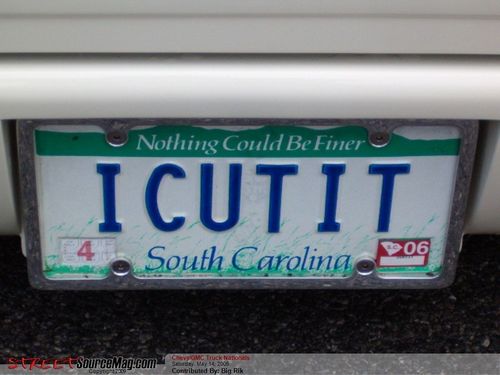 Nothing Could Be Finer
ICUTIT
4
South Carolina
S.C.
06
STREETSourceMag.com
Chevy/GMC Truck Nationals
Saturday, May 14, 2005
Contributed By: Big Rik